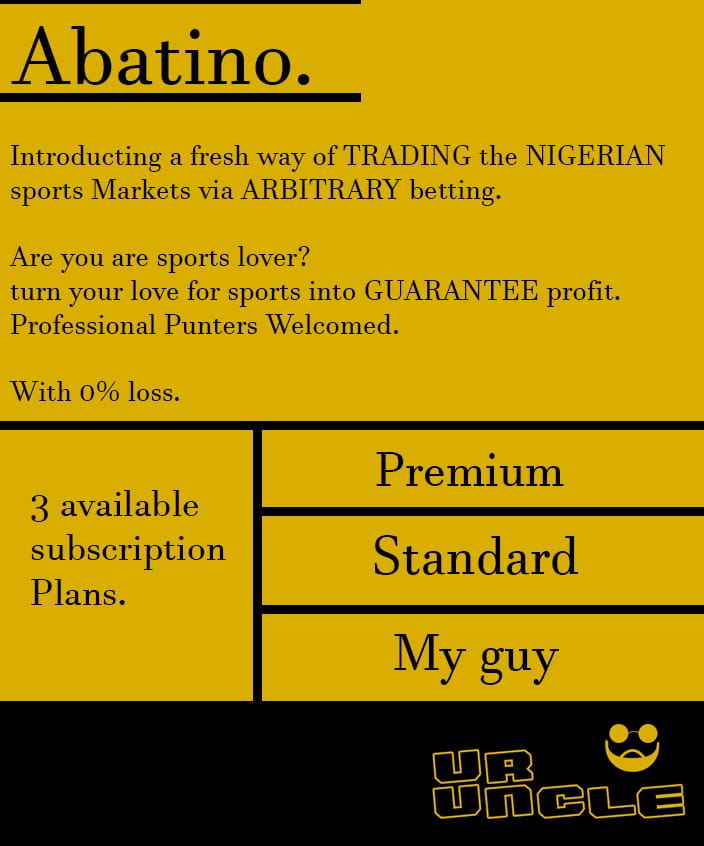 Abatino.
Introducting a fresh way of TRADING the NIGERIAN
sports Markets via ARBITRARY betting.
Are you are sports lover?
turn your love for sports into GUARANTEE profit.
Professional Punters Welcomed.
With 0% loss.
3 available
subscription
Plans.
Premium
Standard
My guy
UR
UNCLE